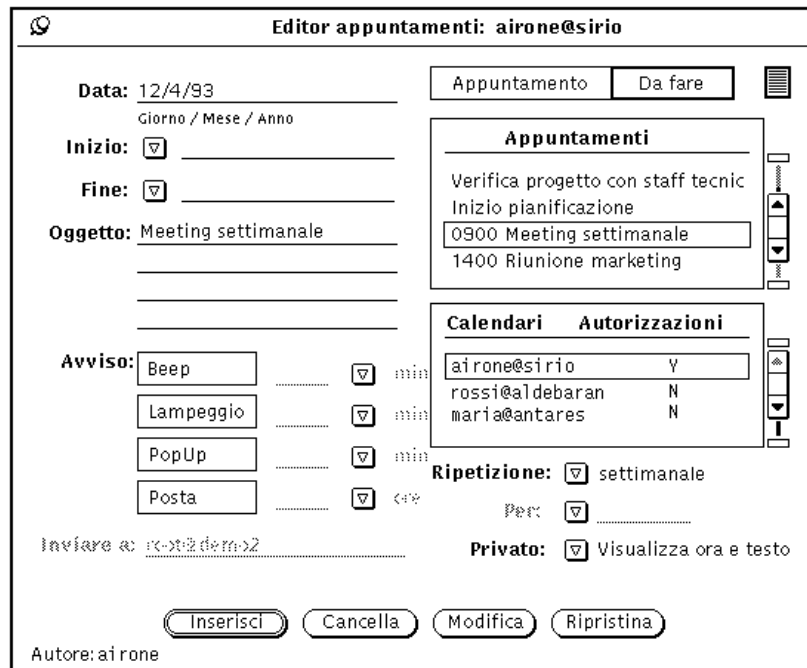 Editor appuntamenti: airone@sirio
Data: 12/4/93
Giorno / Mese / Anno
Inizio:
Fine:
Oggetto: Meeting settimanale
Avviso:
Beep min
Lampeggio min
PopUp min
Posta ore
Inviare a: root@demo2
Appuntamento Da fare
Appuntamenti
Verifica progetto con staff tecnic
Inizio pianificazione
0900 Meeting settimanale
1400 Riunione marketing
Calendari Autorizzazioni
airone@sirio Y
rossi@aldebaran N
maria@antares N
Ripetizione: settimanale
Per:
Privato: Visualizza ora e testo
Inserisci Cancella Modifica Ripristina
Autore: airone